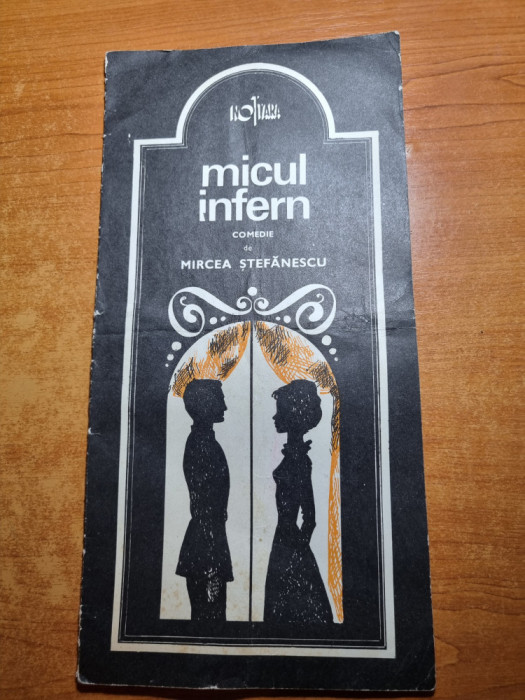 NOTTARA
micul
infern
COMEDIE
de
MIRCEA ȘTEFĂNESCU